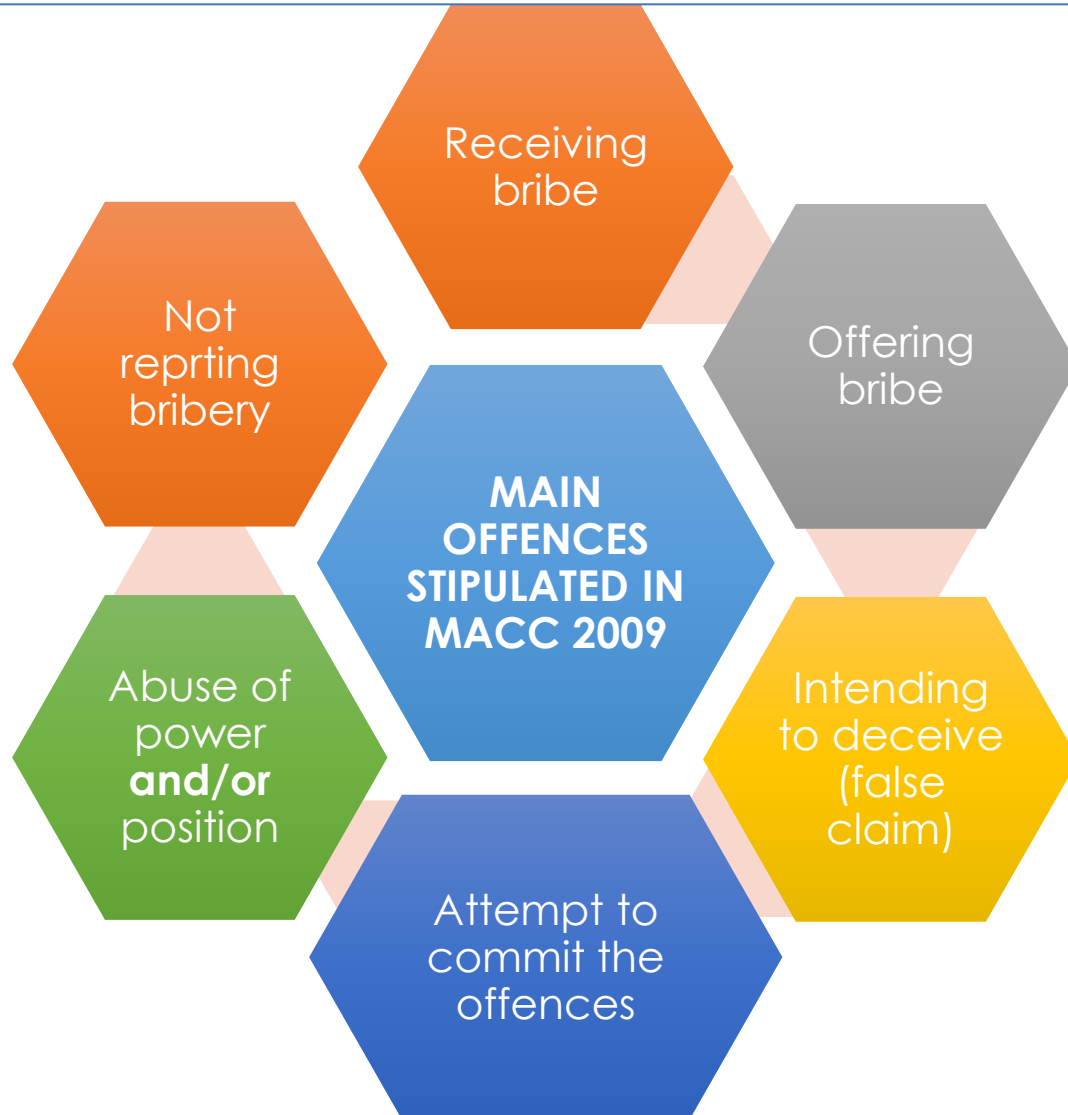 Receiving
bribe
Offering
bribe
Intending
to deceive
(false
claim)
Attempt to
commit the
offences
Abuse of
power
and/or
position
Not
reprting
bribery
MAIN
OFFENCES
STIPULATED IN
MACC 2009